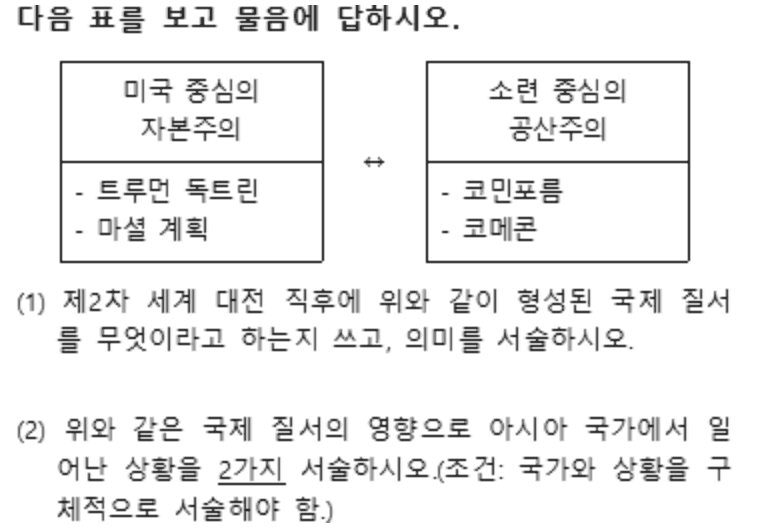 다음 표를 보고 물음에 답하시오.
미국 중심의
자본주의
- 트루먼 독트린
- 마셜 계획
↔
소련 중심의
공산주의
- 코민포름
- 코메콘
(1) 제2차 세계 대전 직후에 위와 같이 형성된 국제 질서
를 무엇이라고 하는지 쓰고, 의미를 서술하시오.
(2) 위와 같은 국제 질서의 영향으로 아시아 국가에서 일
어난 상황을 2가지 서술하시오.(조건: 국가와 상황을 구
체적으로 서술해야 함.)